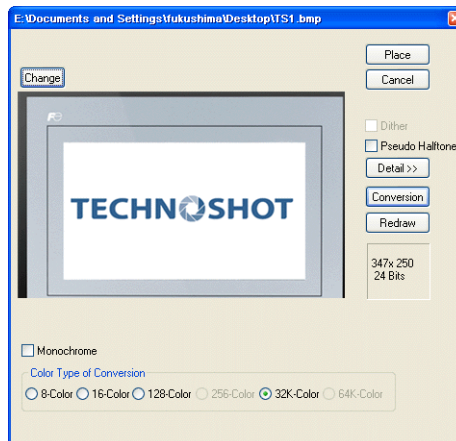 E:\Documents and Settings\fukushima\Desktop\TS1.bmp
Place
Change
Cancel
Dither
Pseudo Halftone
Detail >>
TECHNOSHOT
Conversion
Redraw
347x 250
24 Bits
Monochrome
Color Type of Conversion
8-Color 16-Color 128-Color 256-Color 32K-Color 64K-Color